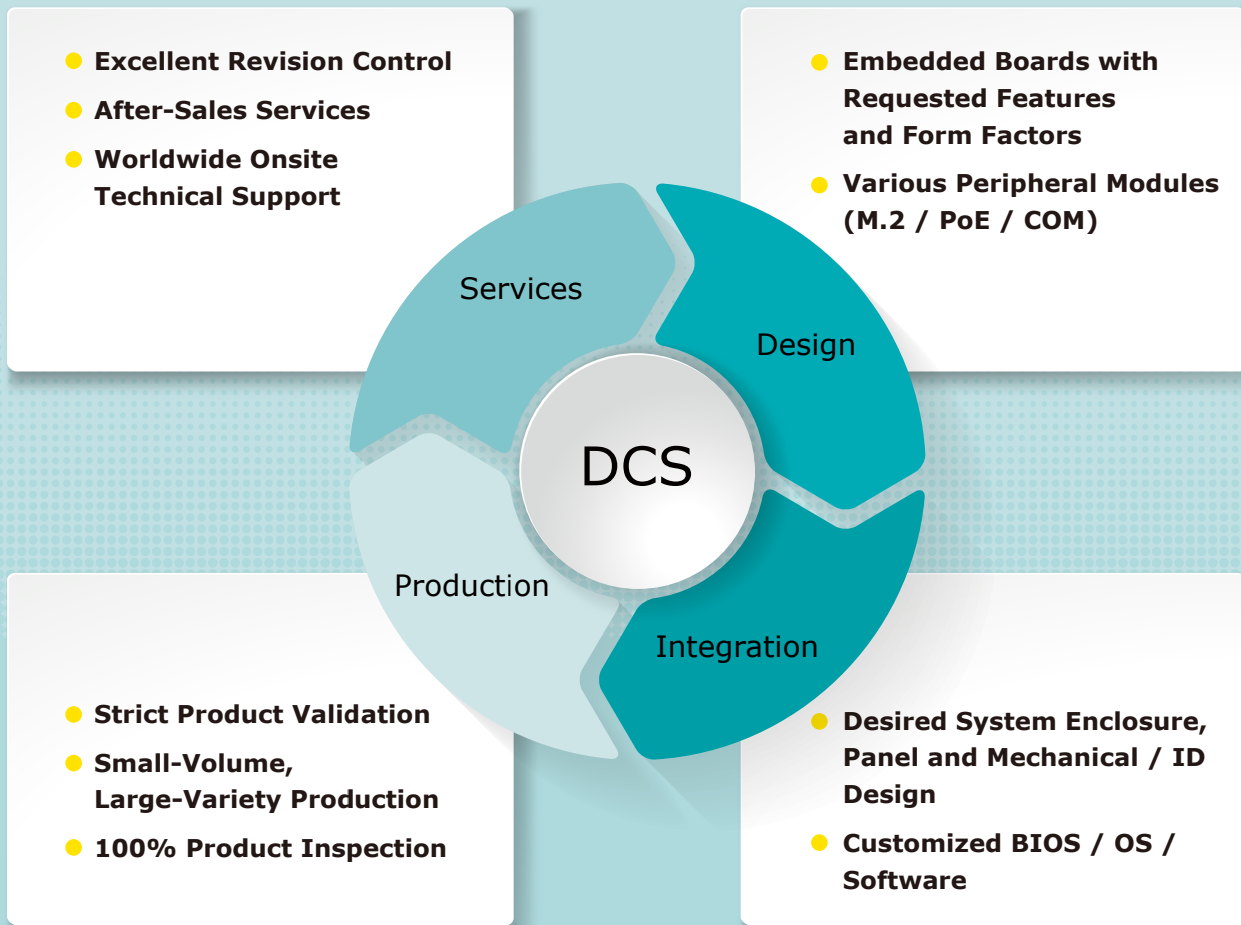 Excellent Revision Control
After-Sales Services
Worldwide Onsite
Technical Support
Embedded Boards with
Requested Features
and Form Factors
Various Peripheral Modules
(M.2 / PoE / COM)
Services
Design
DCS
Production
Integration
Strict Product Validation
Small-Volume,
Large-Variety Production
100% Product Inspection
Desired System Enclosure,
Panel and Mechanical / ID
Design
Customized BIOS / OS /
Software